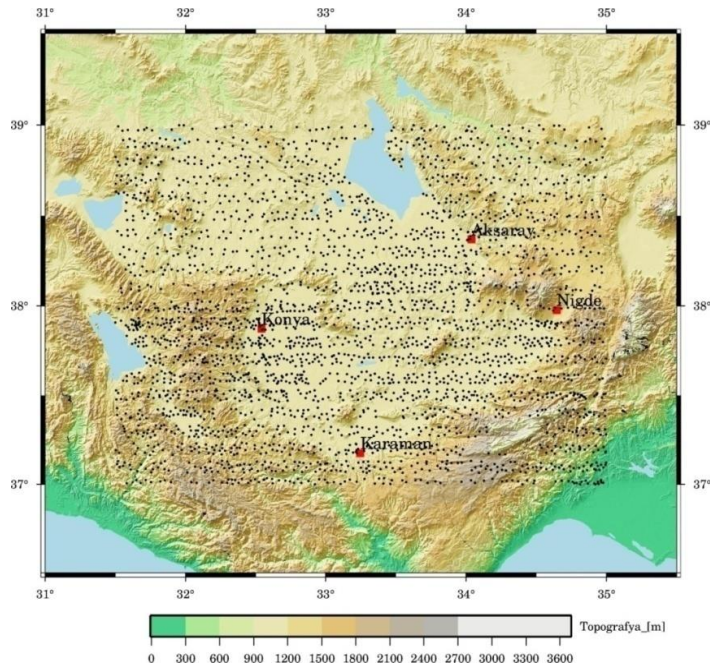 31° 32° 33° 34° 35°
39° 39°
Aksaray
38° Nigde 38°
Konya
Karaman
37° 37°
31° 32° 33° 34° 35°
Topografya_[m]
0 300 600 900 1200 1500 1800 2100 2400 2700 3000 3300 3600